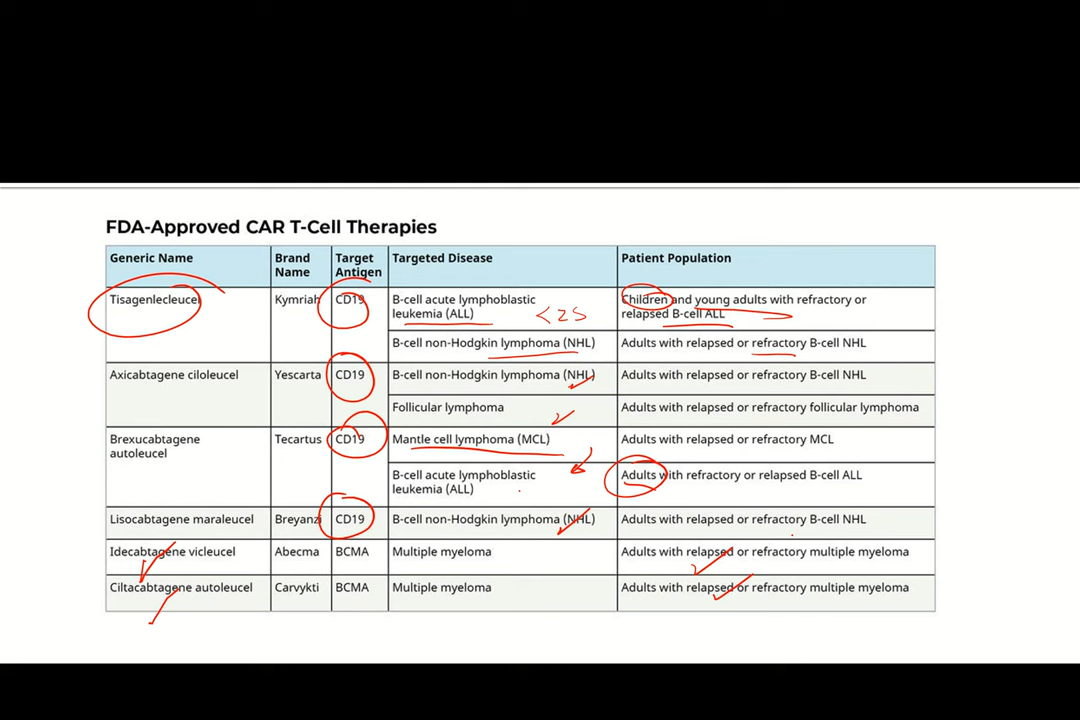 FDA-Approved CAR T-Cell Therapies
Generic Name Brand Name Target Antigen Targeted Disease Patient Population
Tisagenlecleucel Kymriah CD19 B-cell acute lymphoblastic leukemia (ALL) <25 Children and young adults with refractory or relapsed B-cell ALL
B-cell non-Hodgkin lymphoma (NHL) Adults with relapsed or refractory B-cell NHL
Axicabtagene ciloleucel Yescarta CD19 B-cell non-Hodgkin lymphoma (NHL) Adults with relapsed or refractory B-cell NHL
Follicular lymphoma Adults with relapsed or refractory follicular lymphoma
Brexucabtagene autoleucel Tecartus CD19 Mantle cell lymphoma (MCL) Adults with relapsed or refractory MCL
B-cell acute lymphoblastic leukemia (ALL) Adults with refractory or relapsed B-cell ALL
Lisocabtagene maraleucel Breyanzi CD19 B-cell non-Hodgkin lymphoma (NHL) Adults with relapsed or refractory B-cell NHL
Idecabtagene vicleucel Abecma BCMA Multiple myeloma Adults with relapsed or refractory multiple myeloma
Ciltacabtagene autoleucel Carvykti BCMA Multiple myeloma Adults with relapsed or refractory multiple myeloma